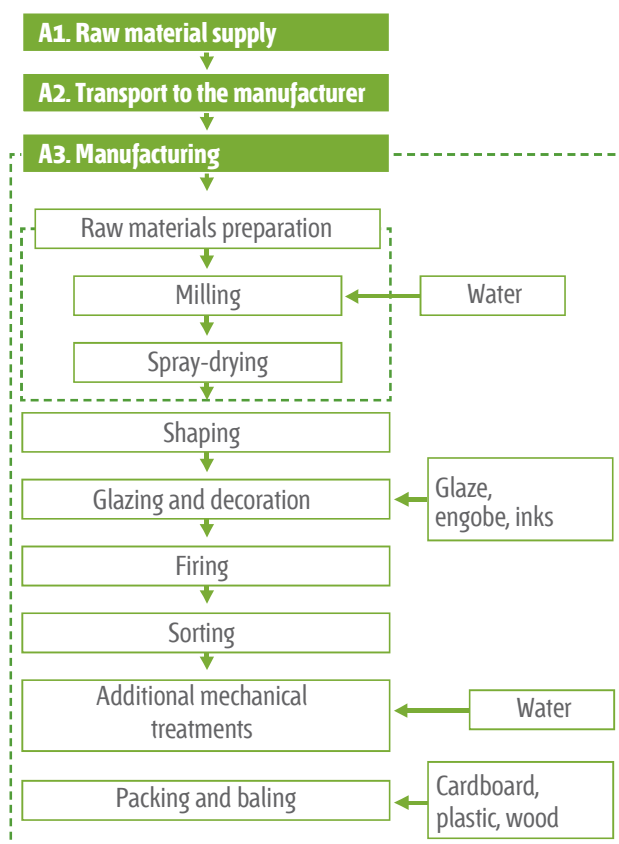 A1. Raw material supply
A2. Transport to the manufacturer
A3. Manufacturing
Raw materials preparation
Milling
Water
Spray-drying
Shaping
Glazing and decoration
Glaze,
engobe, inks
Firing
Sorting
Additional mechanical
treatments
Water
Packing and baling
Cardboard,
plastic, wood